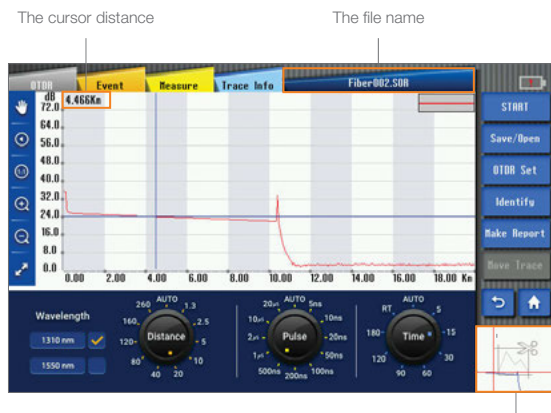 The cursor distance
The file name
OTDR
Event
Measure
Trace Info
Fiber002.SOR
dB
4.466Km
72.0
64.0
56.0
48.0
40.0
32.0
24.0
16.0
8.0
0.0
0.00 2.00 4.00 6.00 8.00 10.00 12.00 14.00 16.00 18.00 Km
START
Save/Open
OTDR Set
Identify
Make Report
Move Trace
1:1
Wavelength
1310 nm
1550 nm
AUTO
260 1.3
160 2.5
120 5
80 10
40 20
Distance
AUTO
20μs 5ns
10μs 10ns
2μs 20ns
1μs 50ns
500ns 200ns 100ns
Pulse
AUTO
RT 5
180 15
120 30
90 60
Time